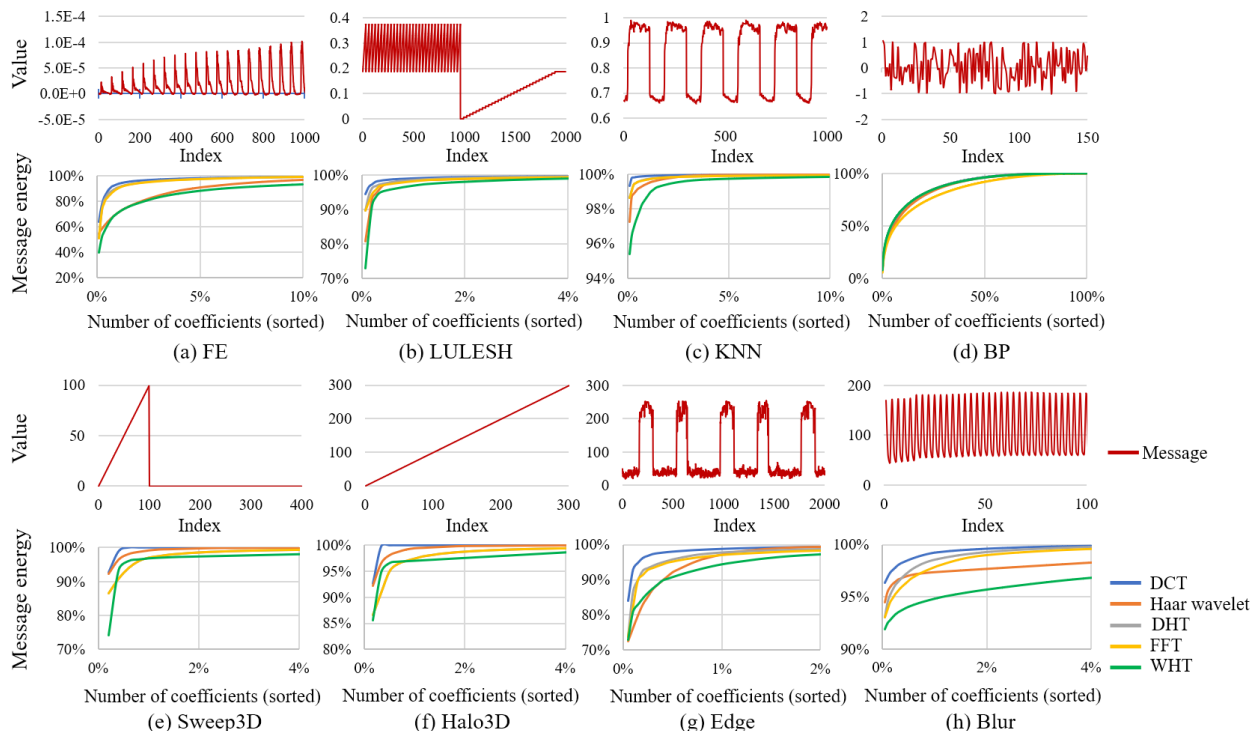 Value
1.5E-4
1.0E-4
5.0E-5
0.0E+0
-5.0E-5
0 200 400 600 800 1000
Index
0.4
0.3
0.2
0.1
0
0 500 1000 1500 2000
Index
1
0.9
0.8
0.7
0.6
0 500 1000
Index
2
1
0
-1
-2
0 50 100 150
Index
Message energy
100%
80%
60%
40%
20%
0% 5% 10%
Number of coefficients (sorted)
(a) FE
100%
90%
80%
70%
0% 2% 4%
Number of coefficients (sorted)
(b) LULESH
100%
98%
96%
94%
0% 5% 10%
Number of coefficients (sorted)
(c) KNN
100%
50%
0%
0% 100%
Number of coefficients (sorted)
(d) BP
Value
100
50
0
0 100 200 300 400
Index
300
200
100
0
0 100 200 300
Index
300
200
100
0
0 500 1000 1500 2000
Index
200
100
0
0 50 100
Index
Message
Message energy
100%
90%
80%
70%
0% 2% 4%
Number of coefficients (sorted)
(e) Sweep3D
100%
90%
80%
70%
0% 2% 4%
Number of coefficients (sorted)
(f) Halo3D
100%
90%
80%
70%
0% 1% 2%
Number of coefficients (sorted)
(g) Edge
100%
95%
90%
0% 2% 4%
Number of coefficients (sorted)
(h) Blur
DCT
Haar wavelet
DHT
FFT
WHT